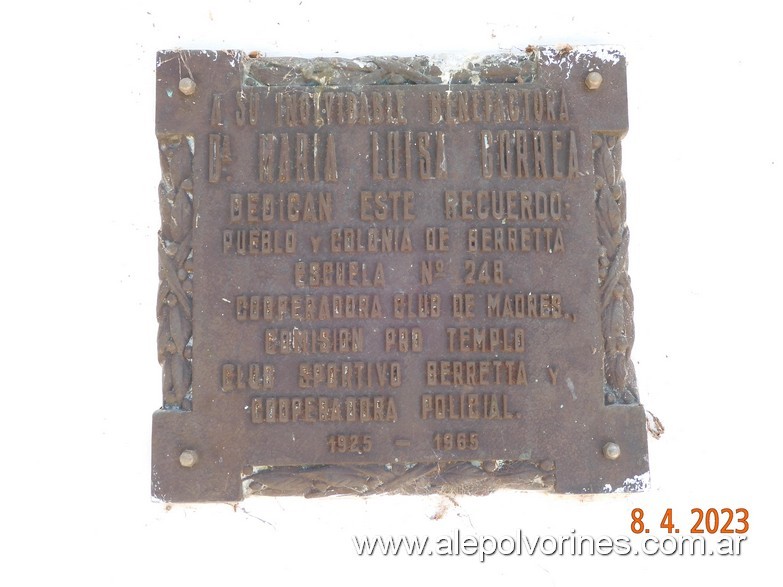 A SU INOLVIDABLE BENEFACTORA
Dª. MARIA LUISA CORREA
DEDICAN ESTE RECUERDO:
PUEBLO y COLONIA DE BERRETTA
ESCUELA Nº 248.
COOPERADORA CLUB DE MADRES.,
COMISION PRO TEMPLO
CLUB SPORTIVO BERRETTA y
COOPERADORA POLICIAL.
1925 - 1965
8. 4. 2023
www.alepolvorines.com.ar